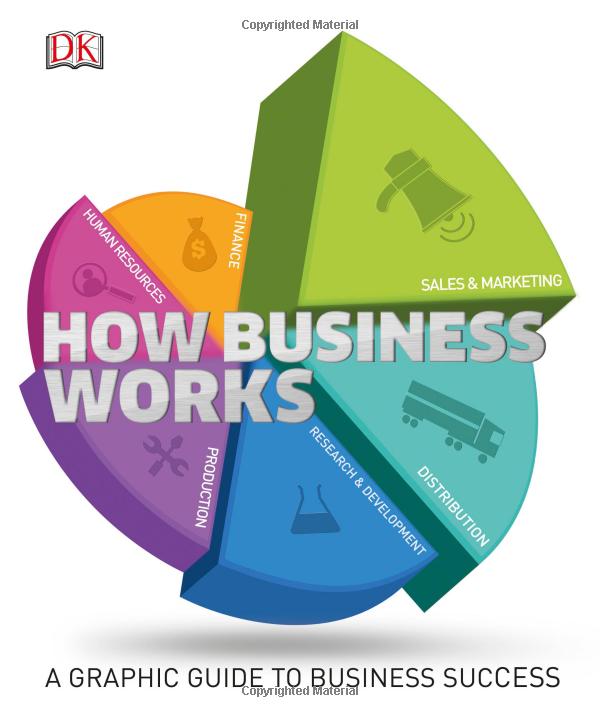 Copyrighted Material
DK
SALES & MARKETING
FINANCE
HUMAN RESOURCES
HOW BUSINESS
WORKS
PRODUCTION
RESEARCH & DEVELOPMENT
DISTRIBUTION
A GRAPHIC GUIDE TO BUSINESS SUCCESS
Copyrighted Material